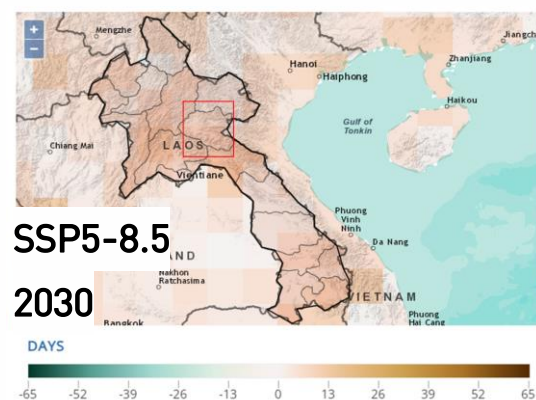 +
−
Mengzhe
Jiangch
Hanoi
Zhanjiang
Haiphong
Haikou
Gulf of
Tonkin
Chiang Mai
LAOS
Vientiane
Phuong
Vinh
Ninh
Da Nang
SSP5-8.5
AND
Nakhon
Ratchasima
2030
VIETNAM
Phuong
Hai Cang
Bangkok
DAYS
-65 -52 -39 -26 -13 0 13 26 39 52 65